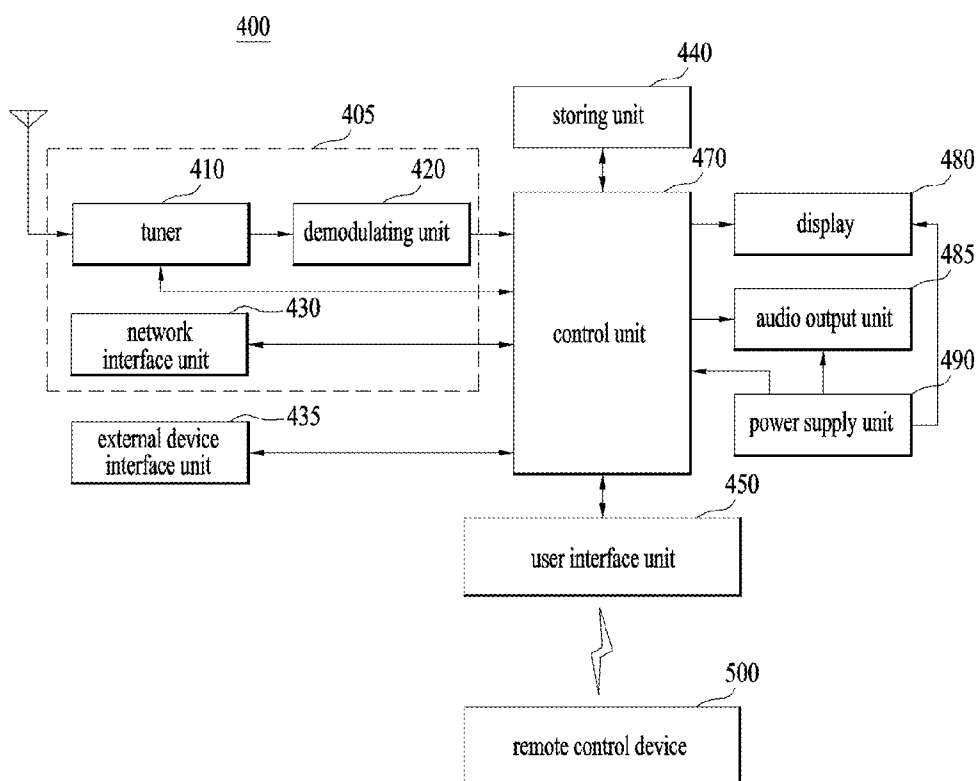 400
440
storing unit
405
470
410
420
480
tuner
demodulating unit
display
485
430
control unit
audio output unit
network
interface unit
490
435
power supply unit
external device
interface unit
450
user interface unit
500
remote control device